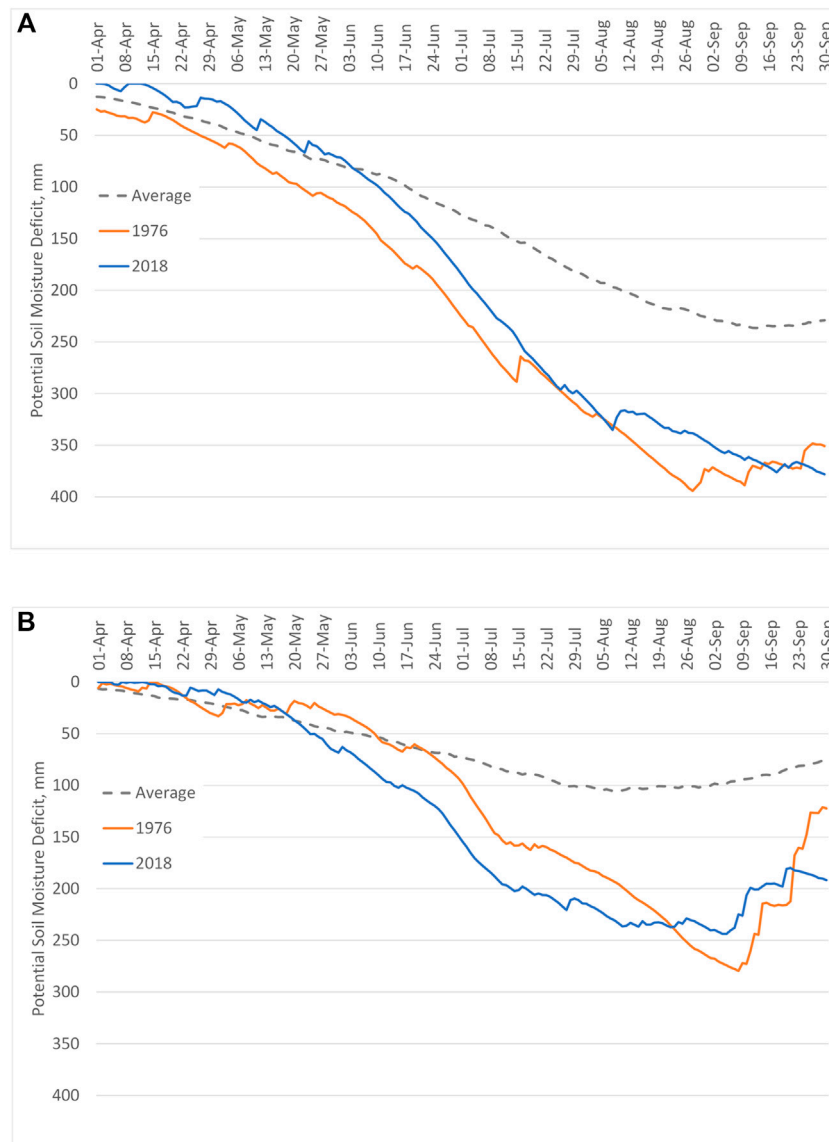 A
01-Apr
08-Apr
15-Apr
22-Apr
29-Apr
06-May
13-May
20-May
27-May
03-Jun
10-Jun
17-Jun
24-Jun
01-Jul
08-Jul
15-Jul
22-Jul
29-Jul
05-Aug
12-Aug
19-Aug
26-Aug
02-Sep
09-Sep
16-Sep
23-Sep
30-Sep
Potential Soil Moisture Deficit, mm
0
50
100
150
200
250
300
350
400
Average
1976
2018
B
01-Apr
08-Apr
15-Apr
22-Apr
29-Apr
06-May
13-May
20-May
27-May
03-Jun
10-Jun
17-Jun
24-Jun
01-Jul
08-Jul
15-Jul
22-Jul
29-Jul
05-Aug
12-Aug
19-Aug
26-Aug
02-Sep
09-Sep
16-Sep
23-Sep
30-Sep
Potential Soil Moisture Deficit, mm
0
50
100
150
200
250
300
350
400
Average
1976
2018